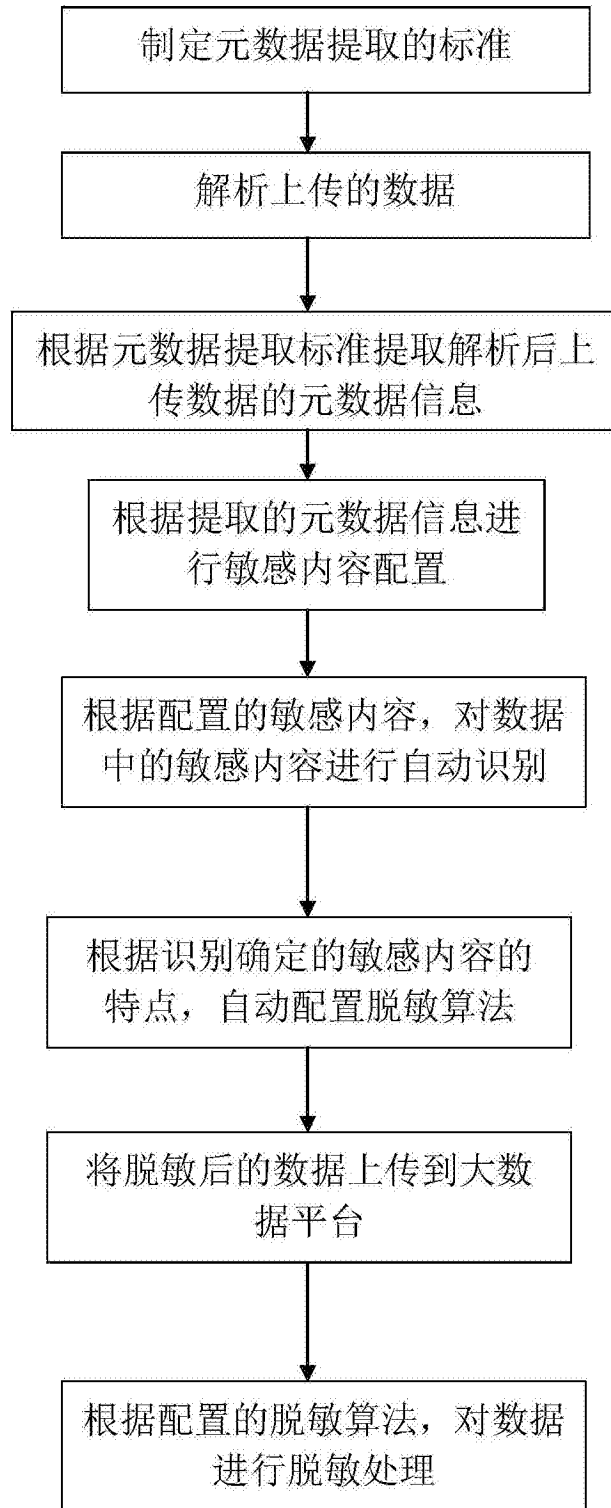 制定元数据提取的标准
解析上传的数据
根据元数据提取标准提取解析后上
传数据的元数据信息
根据提取的元数据信息进
行敏感内容配置
根据配置的敏感内容，对数据
中的敏感内容进行自动识别
根据识别确定的敏感内容的
特点，自动配置脱敏算法
将脱敏后的数据上传到大数
据平台
根据配置的脱敏算法，对数据
进行脱敏处理